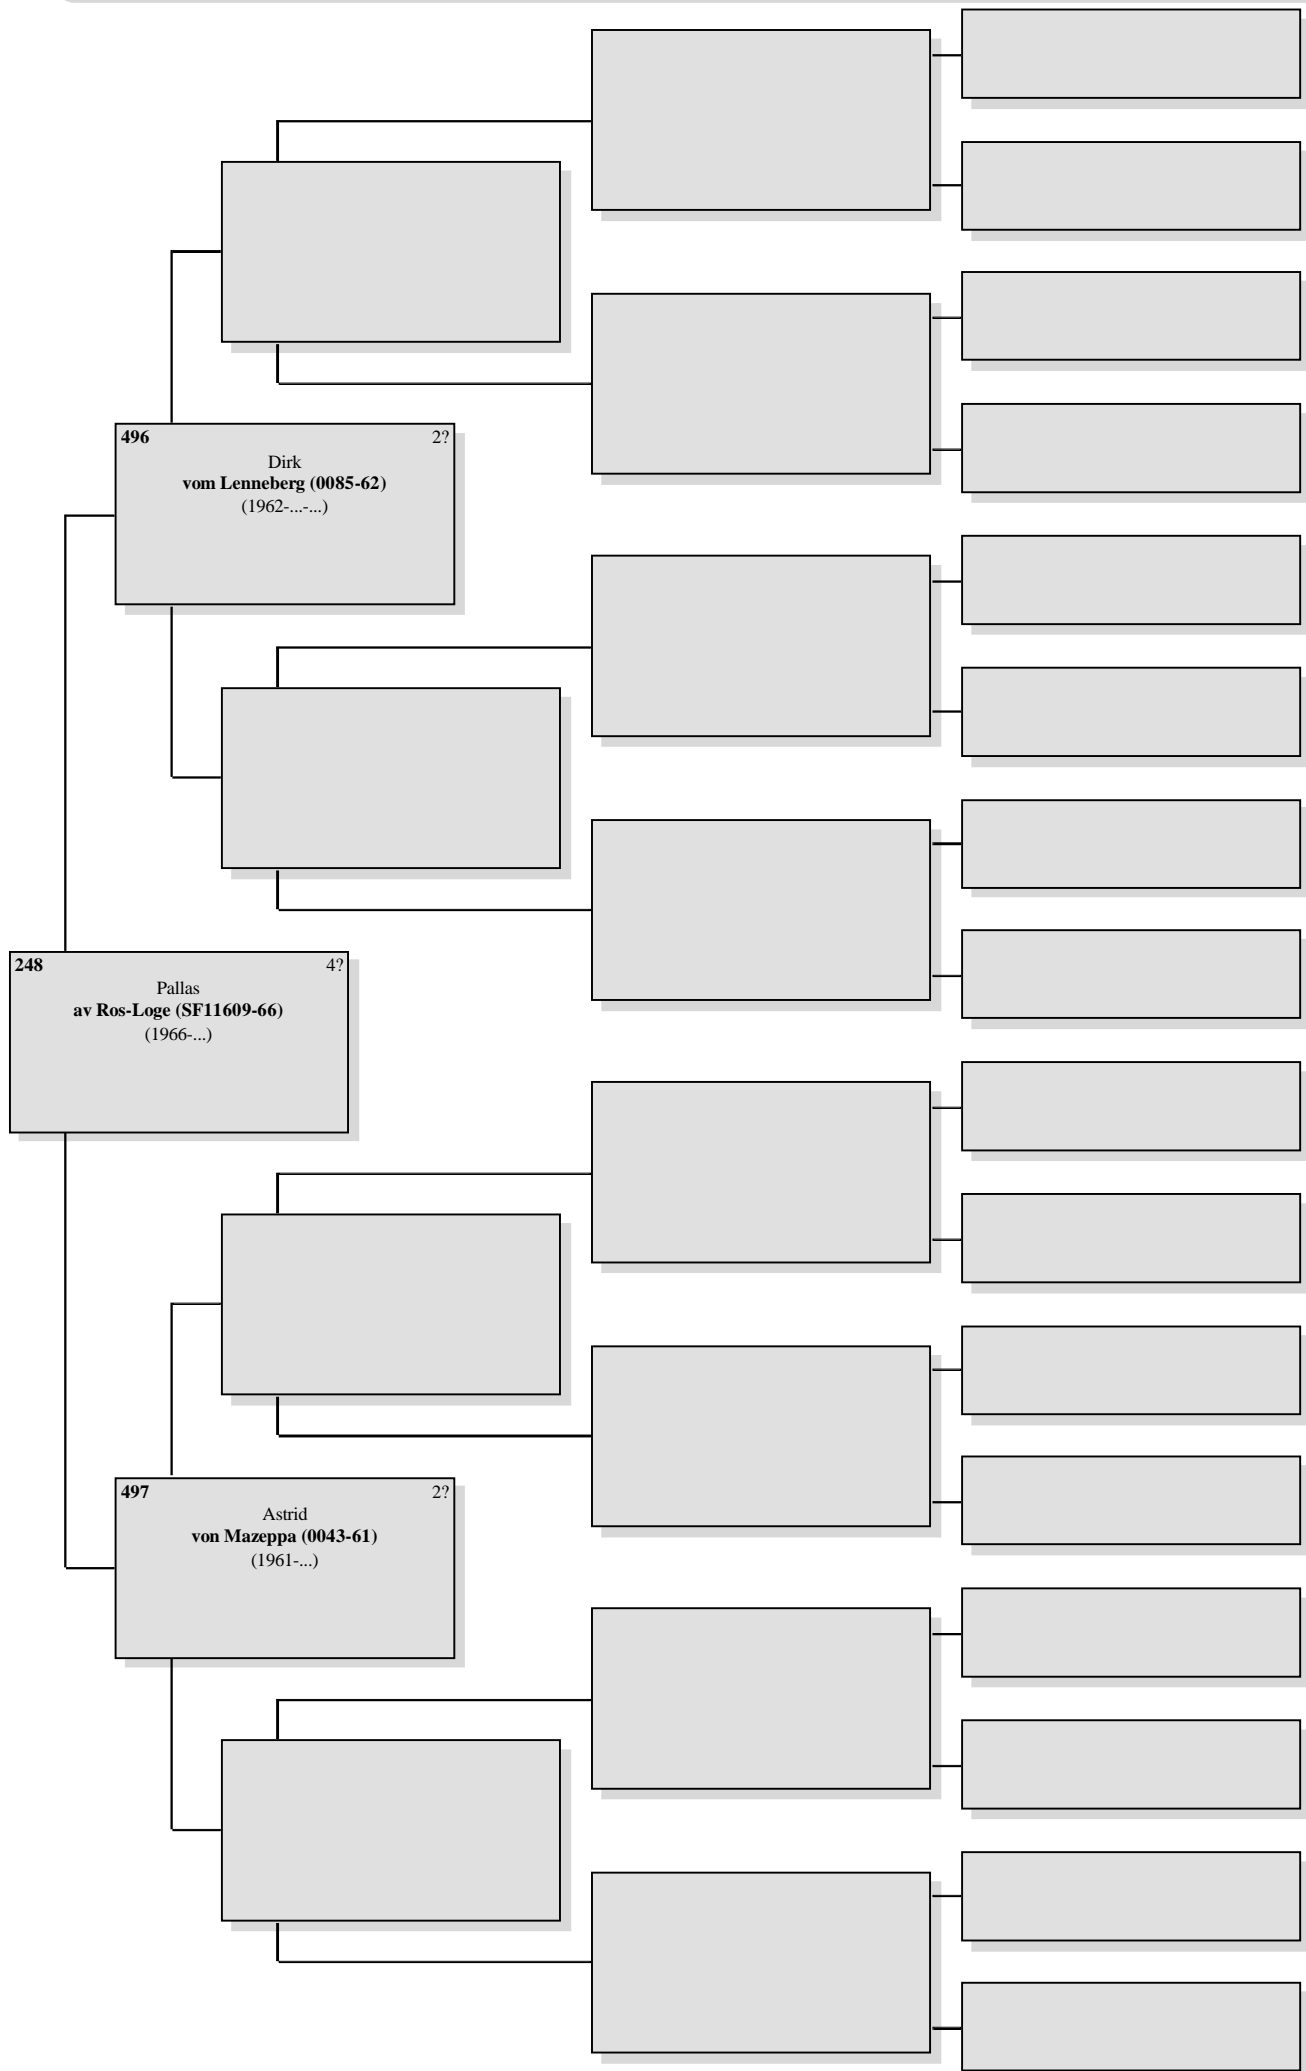 496 2?
Dirk
vom Lenneberg (0085-62)
(1962-...-...)
248 4?
Pallas
av Ros-Loge (SF11609-66)
(1966-...)
497 2?
Astrid
von Mazeppa (0043-61)
(1961-...)